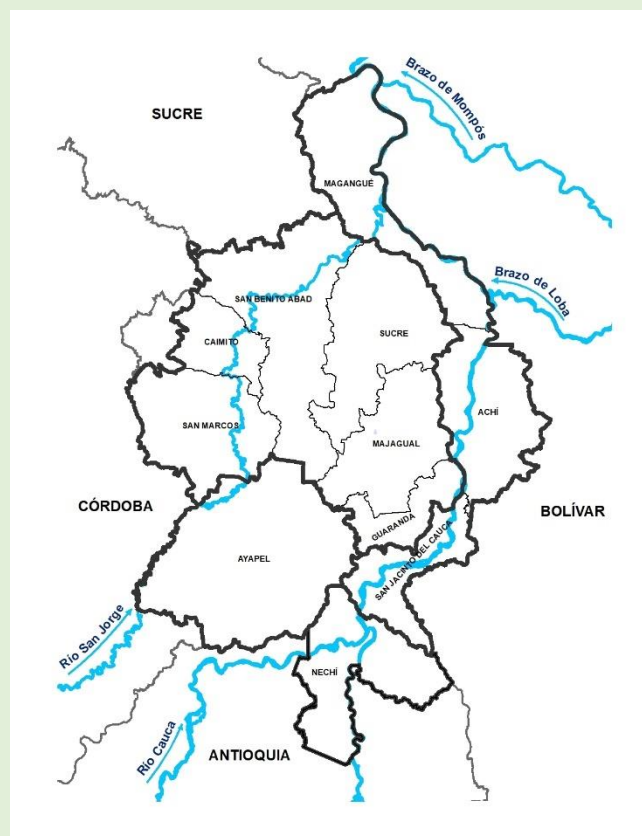 Brazo de Mompós
SUCRE
MAGANGUÉ
Brazo de Loba
SAN BENITO ABAD
SUCRE
CAIMITO
ACHÍ
SAN MARCOS
MAJAGUAL
CÓRDOBA
BOLÍVAR
GUARANDA
AYAPEL
SAN JACINTO DEL CAUCA
Río San Jorge
NECHÍ
Río Cauca
ANTIOQUIA